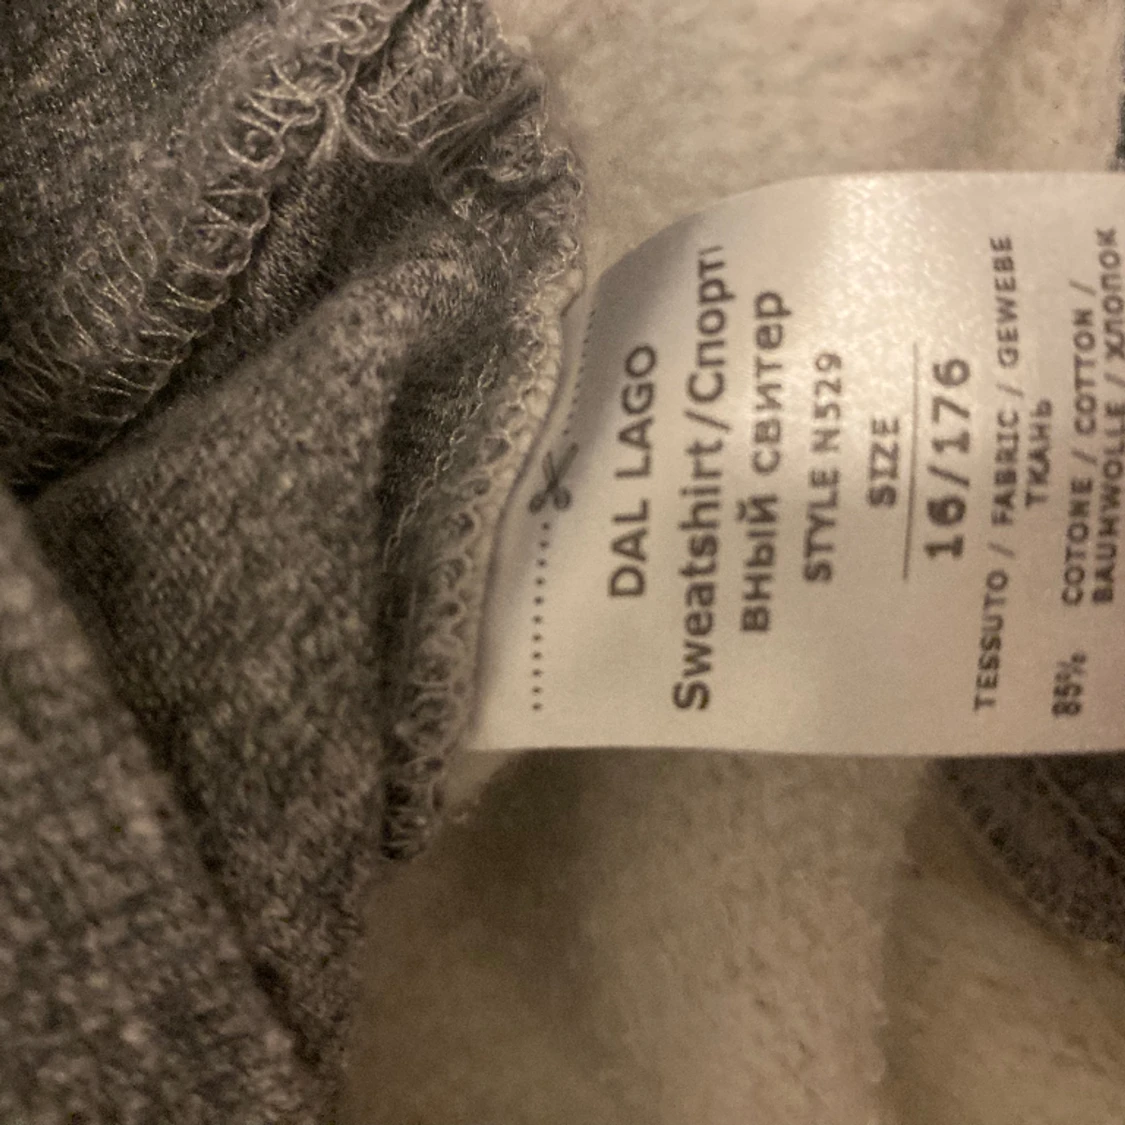 DAL LAGO
Sweatshirt/Спорти
вный свитер
STYLE N529
SIZE
16/176
TESSUTO / FABRIC / GEWEBE
ТКАНЬ
85% COTONE / COTTON /
BAUMWOLLE / ХЛОПОК